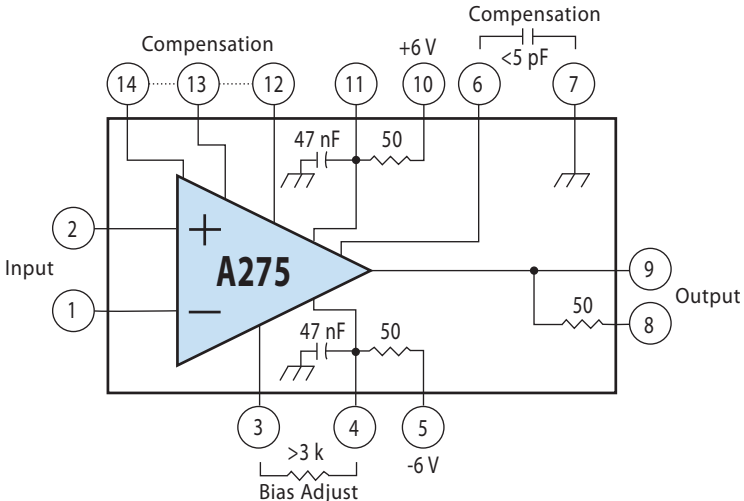 Compensation
Compensation
+6 V
<5 pF
14
13
12
11
10
6
7
47 nF
50
2
+
Input
A275
9
Output
1
−
50
8
47 nF
50
3
4
5
>3 k
-6 V
Bias Adjust